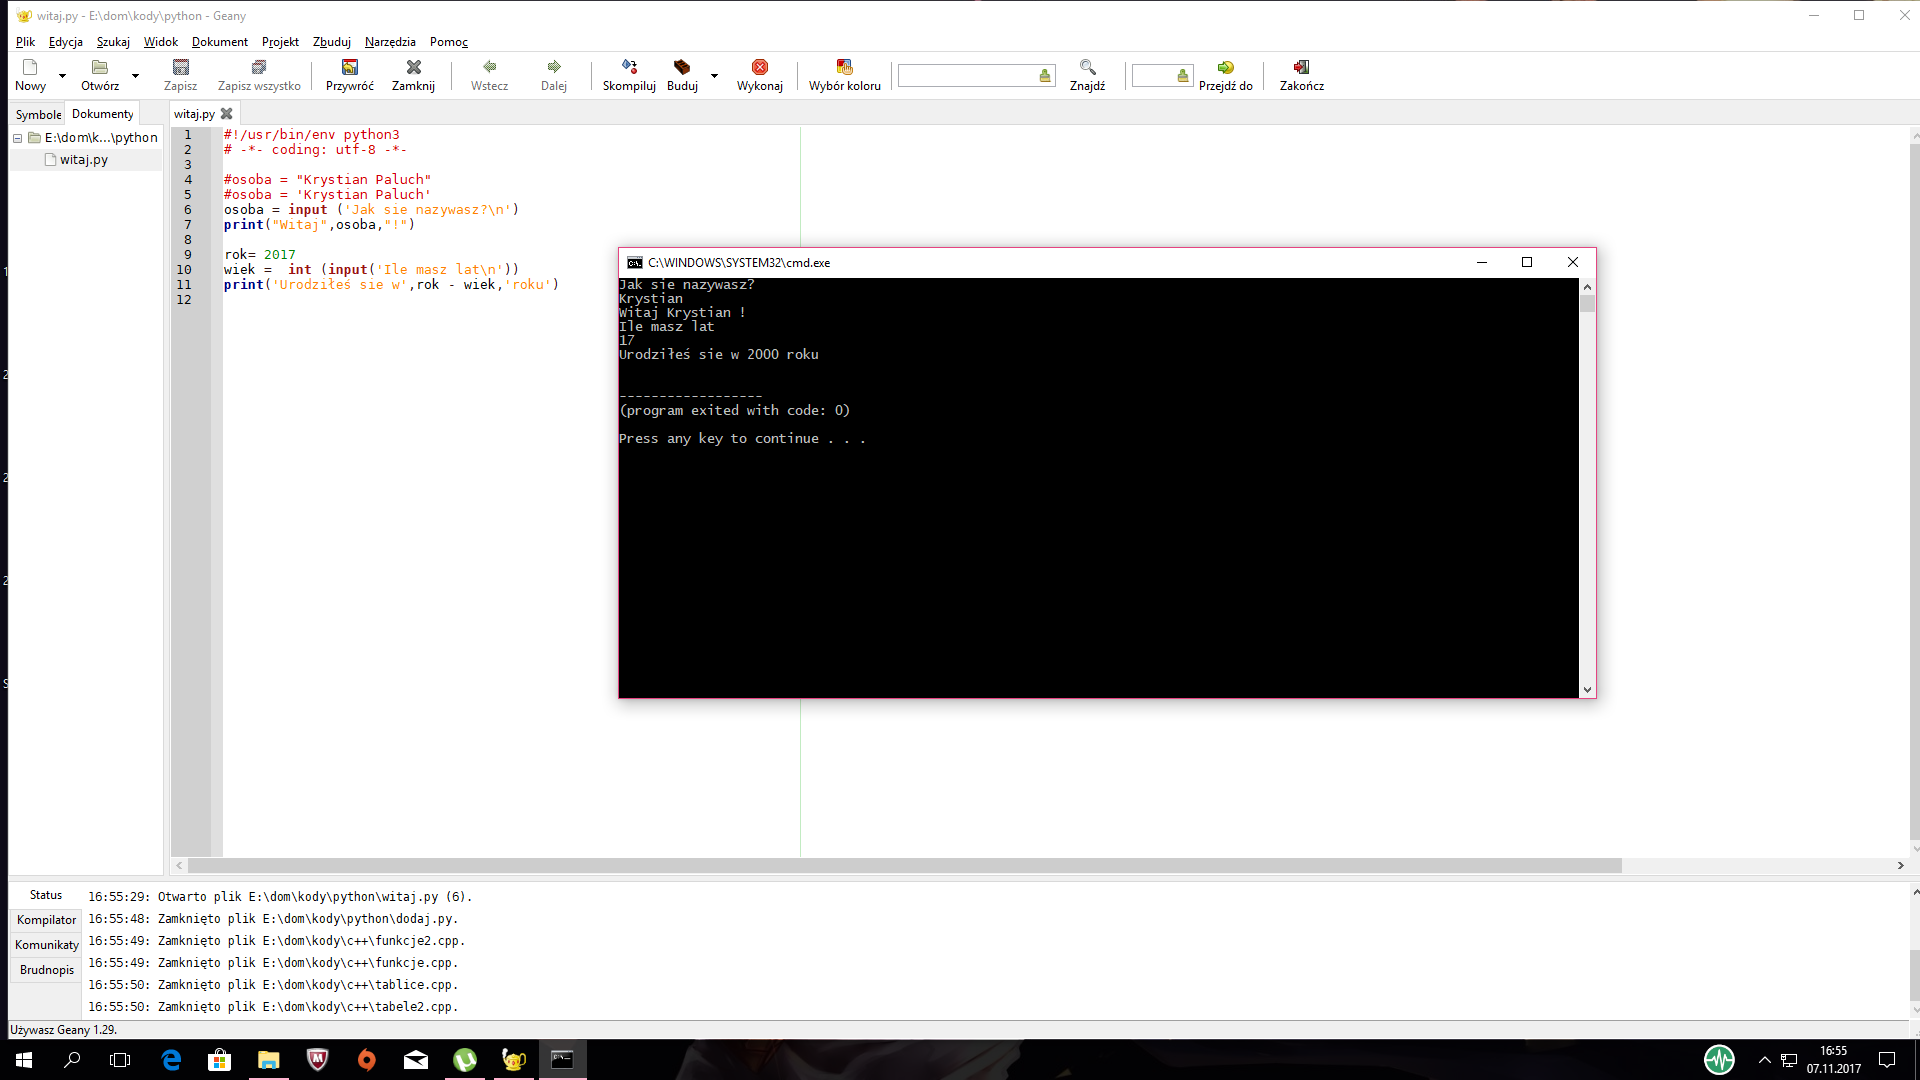 witaj.py - E:\dom\kody\python - Geany
Plik Edycja Szukaj Widok Dokument Projekt Zbuduj Narzędzia Pomoc
Nowy Otwórz Zapisz Zapisz wszystko Przywróć Zamknij Wstecz Dalej Skompiluj Buduj Wykonaj Wybór koloru Znajdź Przejdź do Zakończ
Symbole Dokumenty witaj.py
E:\dom\k...\python
witaj.py
1 #!/usr/bin/env python3
2 # -*- coding: utf-8 -*-
3
4 #osoba = "Krystian Paluch"
5 #osoba = 'Krystian Paluch'
6 osoba = input ('Jak sie nazywasz?\n')
7 print("Witaj",osoba,"!")
8
9 rok= 2017
10 wiek =  int (input('Ile masz lat\n'))
11 print('Urodziłeś sie w',rok - wiek,'roku')
12
C:\WINDOWS\SYSTEM32\cmd.exe
Jak sie nazywasz?
Krystian
Witaj Krystian !
Ile masz lat
17
Urodziłeś sie w 2000 roku
------------------
(program exited with code: 0)
Press any key to continue . . .
Status
Kompilator
Komunikaty
Brudnopis
16:55:29: Otwarto plik E:\dom\kody\python\witaj.py (6).
16:55:48: Zamknięto plik E:\dom\kody\python\dodaj.py.
16:55:49: Zamknięto plik E:\dom\kody\c++\funkcje2.cpp.
16:55:49: Zamknięto plik E:\dom\kody\c++\funkcje.cpp.
16:55:50: Zamknięto plik E:\dom\kody\c++\tablice.cpp.
16:55:50: Zamknięto plik E:\dom\kody\c++\tabele2.cpp.
Używasz Geany 1.29.
16:55
07.11.2017